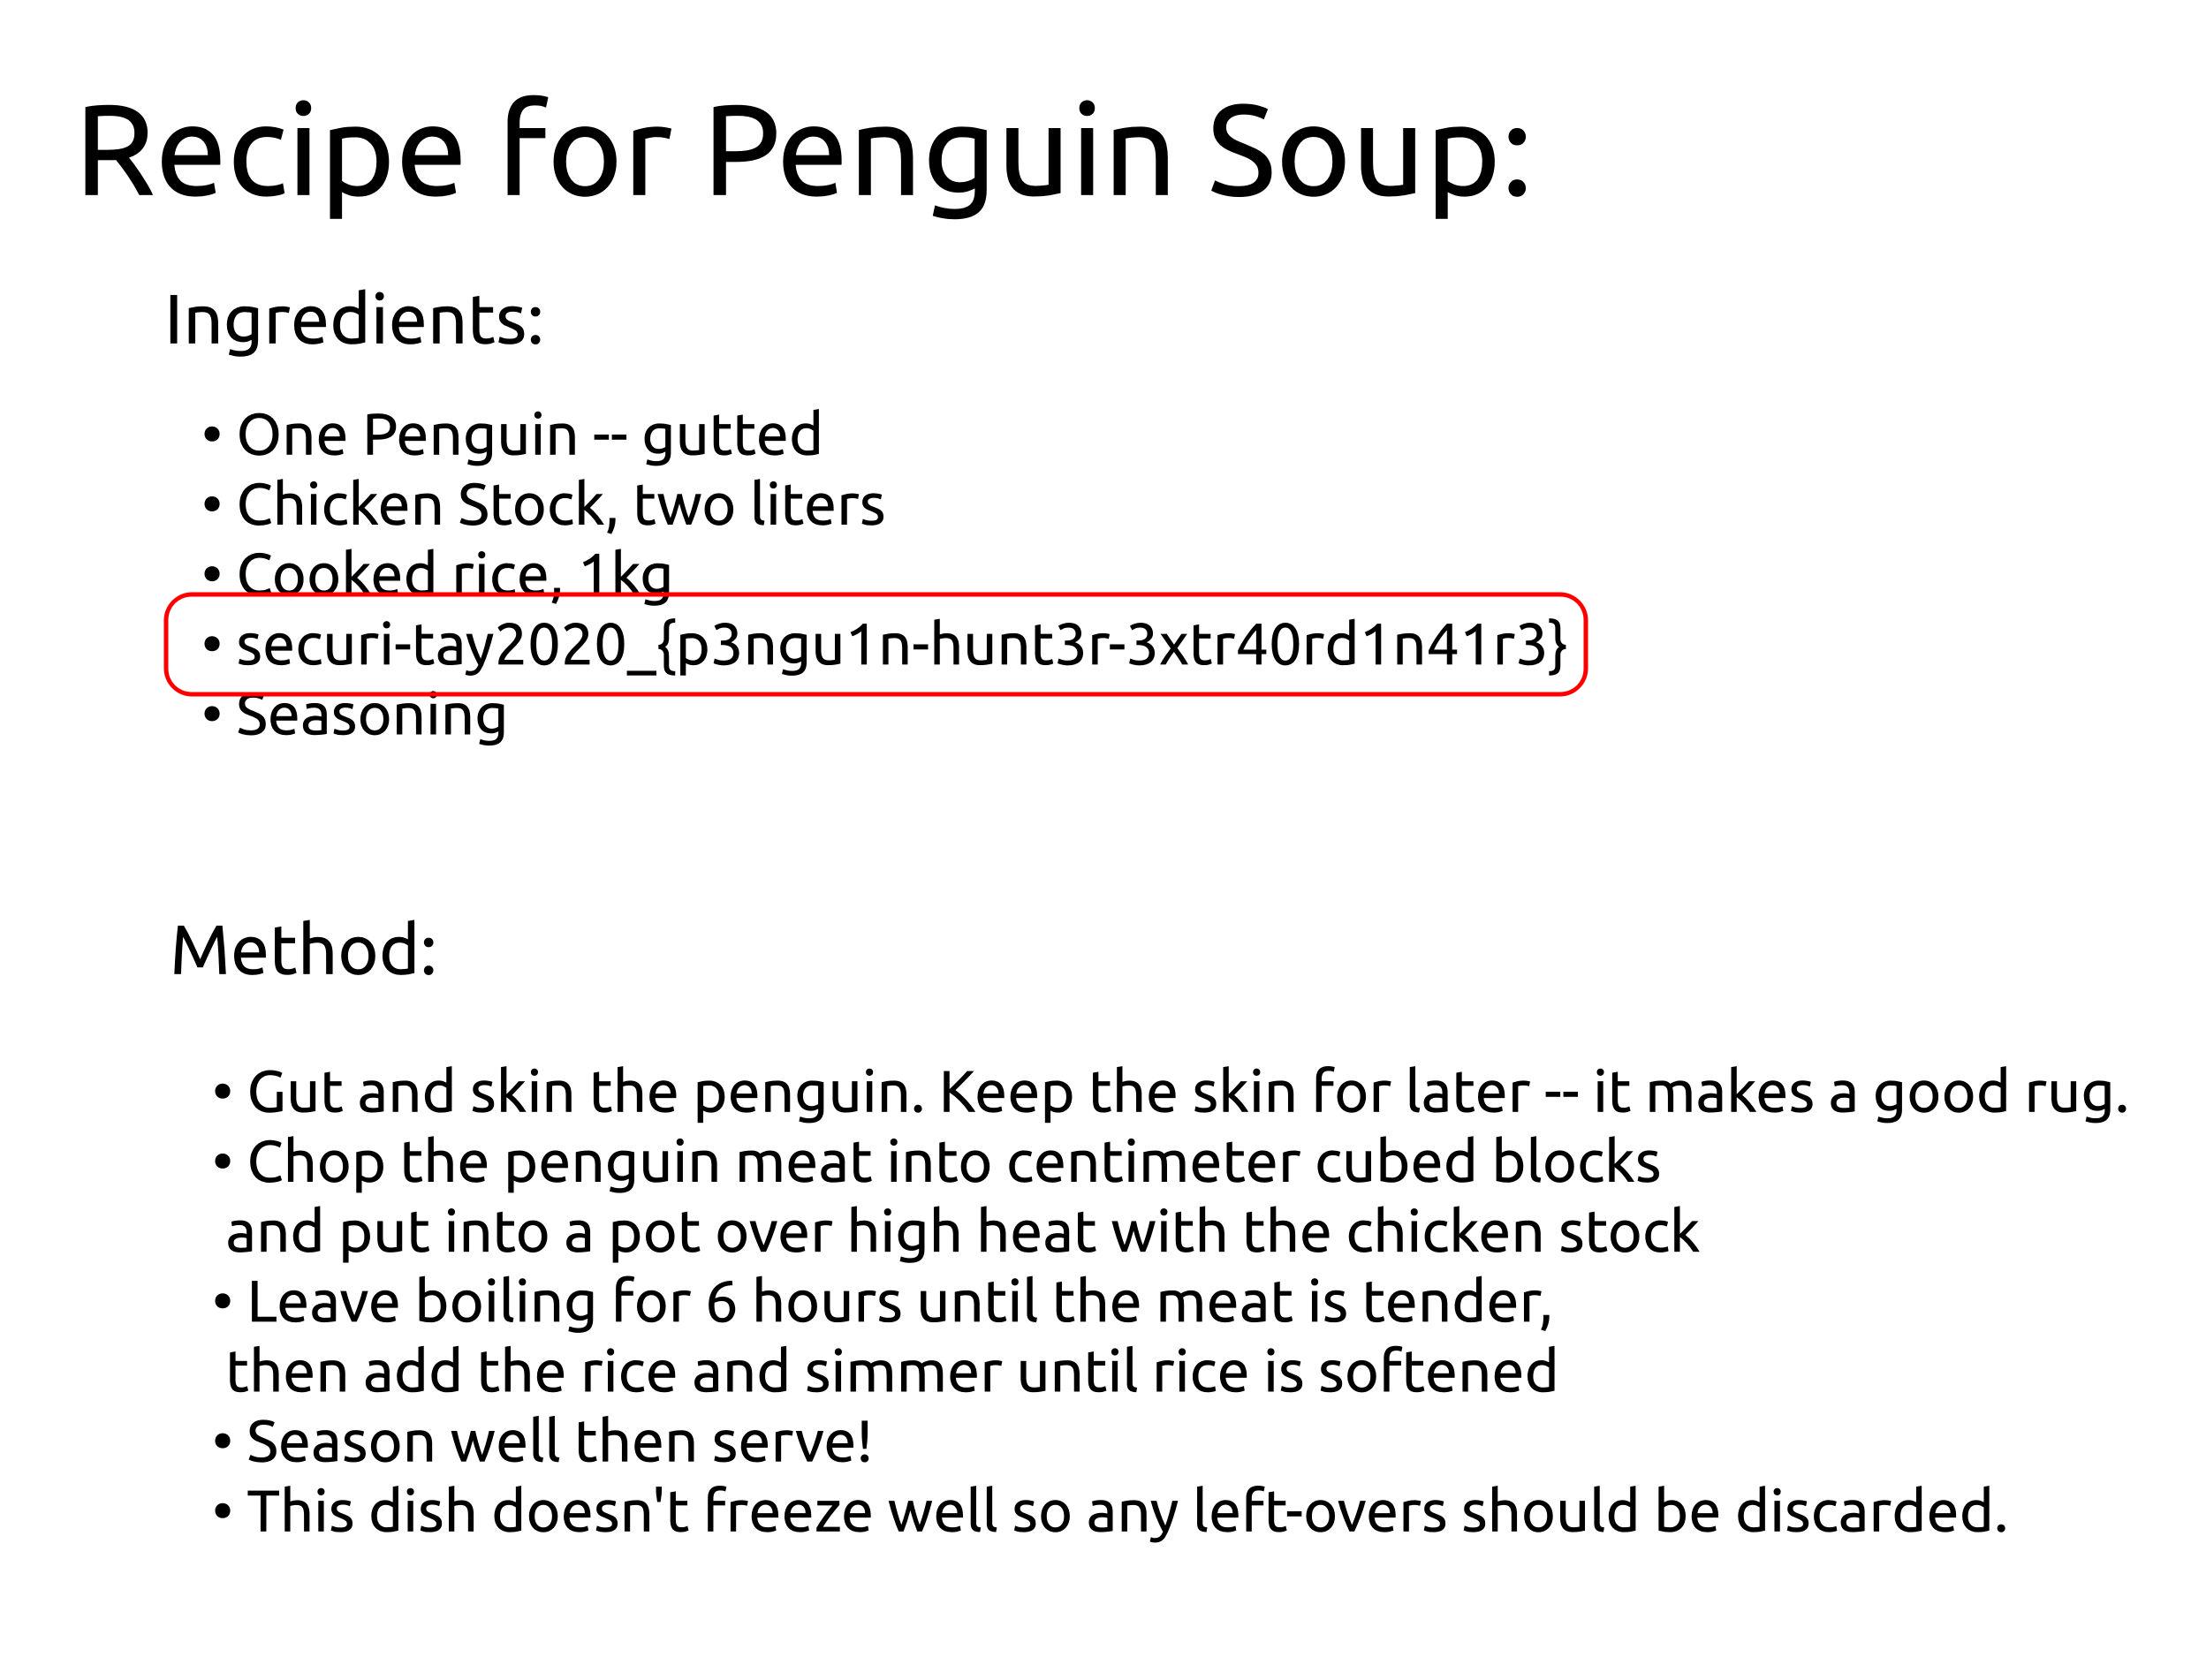 Recipe for Penguin Soup:
Ingredients:
• One Penguin -- gutted
• Chicken Stock, two liters
• Cooked rice, 1kg
• securi-tay2020_{p3ngu1n-hunt3r-3xtr40rd1n41r3}
• Seasoning
Method:
• Gut and skin the penguin. Keep the skin for later -- it makes a good rug.
• Chop the penguin meat into centimeter cubed blocks
and put into a pot over high heat with the chicken stock
• Leave boiling for 6 hours until the meat is tender,
then add the rice and simmer until rice is softened
• Season well then serve!
• This dish doesn't freeze well so any left-overs should be discarded.